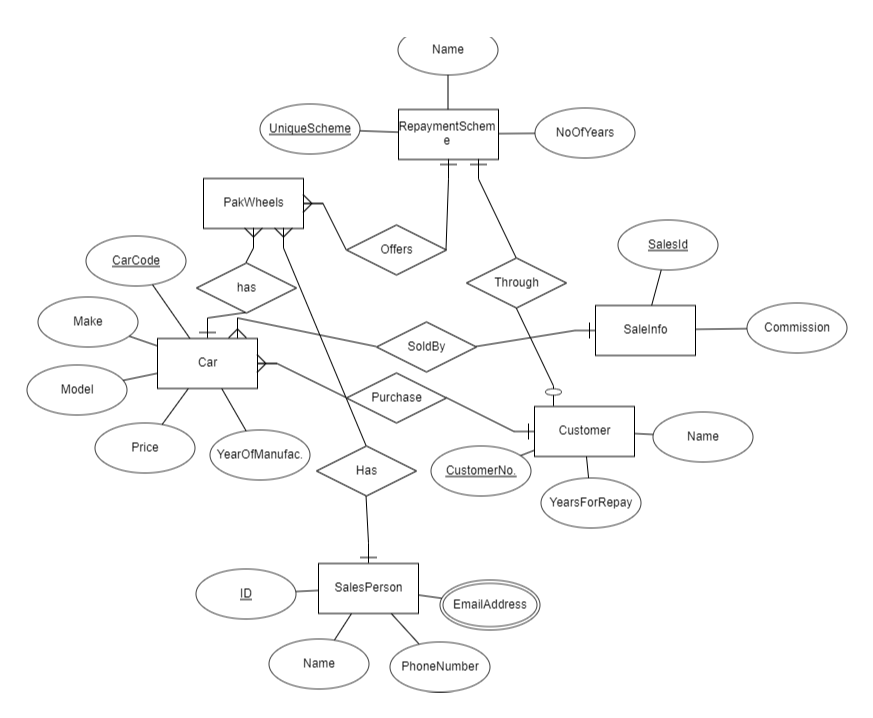 Name
RepaymentSchem
e
UniqueScheme
NoOfYears
PakWheels
Offers
SalesId
CarCode
has
Through
Make
SaleInfo
Commission
SoldBy
Car
Model
Purchase
Customer
Name
Price
YearOfManufac.
Has
CustomerNo.
YearsForRepay
SalesPerson
ID
EmailAddress
Name
PhoneNumber